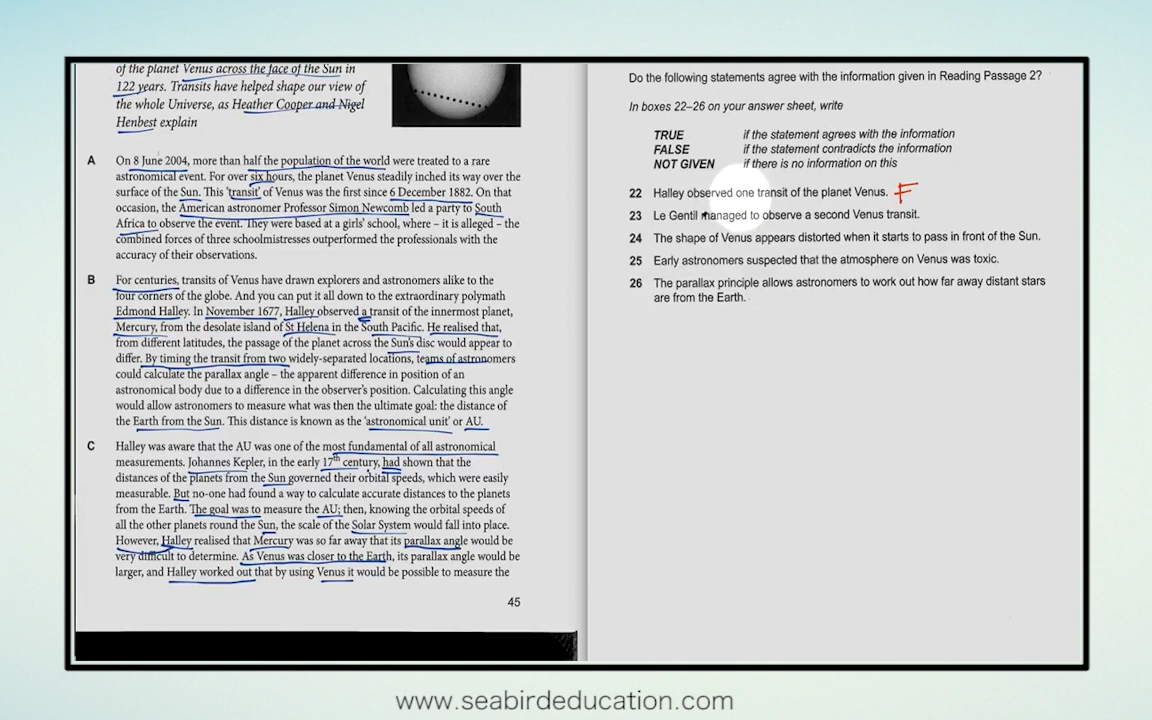 of the planet Venus across the face of the Sun in
122 years. Transits have helped shape our view of
the whole Universe, as Heather Cooper and Nigel
Henbest explain
A On 8 June 2004, more than half the population of the world were treated to a rare
astronomical event. For over six hours, the planet Venus steadily inched its way over the
surface of the Sun. This 'transit' of Venus was the first since 6 December 1882. On that
occasion, the American astronomer Professor Simon Newcomb led a party to South
Africa to observe the event. They were based at a girls' school, where – it is alleged – the
combined forces of three schoolmistresses outperformed the professionals with the
accuracy of their observations.
B For centuries, transits of Venus have drawn explorers and astronomers alike to the
four corners of the globe. And you can put it all down to the extraordinary polymath
Edmond Halley. In November 1677, Halley observed a transit of the innermost planet,
Mercury, from the desolate island of St Helena in the South Pacific. He realised that,
from different latitudes, the passage of the planet across the Sun's disc would appear to
differ. By timing the transit from two widely-separated locations, teams of astronomers
could calculate the parallax angle – the apparent difference in position of an
astronomical body due to a difference in the observer's position. Calculating this angle
would allow astronomers to measure what was then the ultimate goal: the distance of
the Earth from the Sun. This distance is known as the 'astronomical unit' or AU.
C Halley was aware that the AU was one of the most fundamental of all astronomical
measurements. Johannes Kepler, in the early 17th century, had shown that the
distances of the planets from the Sun governed their orbital speeds, which were easily
measurable. But no-one had found a way to calculate accurate distances to the planets
from the Earth. The goal was to measure the AU; then, knowing the orbital speeds of
all the other planets round the Sun, the scale of the Solar System would fall into place.
However, Halley realised that Mercury was so far away that its parallax angle would be
very difficult to determine. As Venus was closer to the Earth, its parallax angle would be
larger, and Halley worked out that by using Venus it would be possible to measure the
45
Do the following statements agree with the information given in Reading Passage 2?
In boxes 22–26 on your answer sheet, write
TRUE if the statement agrees with the information
FALSE if the statement contradicts the information
NOT GIVEN if there is no information on this
22 Halley observed one transit of the planet Venus. F
23 Le Gentil managed to observe a second Venus transit.
24 The shape of Venus appears distorted when it starts to pass in front of the Sun.
25 Early astronomers suspected that the atmosphere on Venus was toxic.
26 The parallax principle allows astronomers to work out how far away distant stars
are from the Earth.
www.seabirdeducation.com